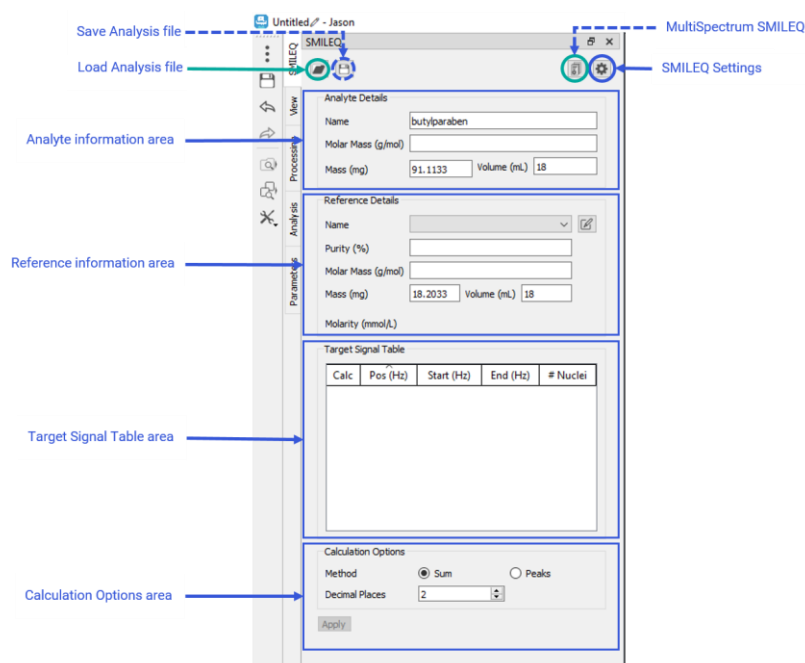 Untitled - Jason
Save Analysis file
MultiSpectrum SMILEQ
SMILEQ
Load Analysis file
SMILEQ Settings
SMILEQ
View
Processing
Analysis
Parameters
Analyte information area
Analyte Details
Name butylparaben
Molar Mass (g/mol)
Mass (mg) 91.1133 Volume (mL) 18
Reference information area
Reference Details
Name
Purity (%)
Molar Mass (g/mol)
Mass (mg) 18.2033 Volume (mL) 18
Molarity (mmol/L)
Target Signal Table area
Target Signal Table
Calc Pos (Hz) Start (Hz) End (Hz) # Nuclei
Calculation Options area
Calculation Options
Method Sum Peaks
Decimal Places 2
Apply